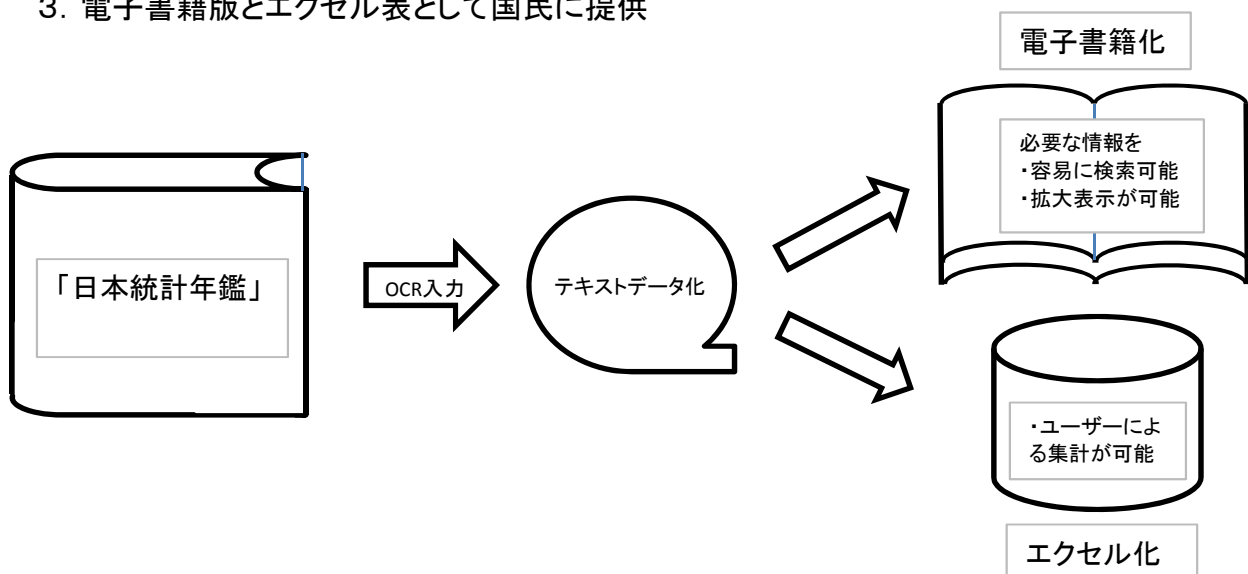 ３．電子書籍版とエクセル表として国民に提供
電子書籍化
必要な情報を
・容易に検索可能
・拡大表示が可能
「日本統計年鑑」
OCR入力
テキストデータ化
・ユーザーによ
る集計が可能
エクセル化